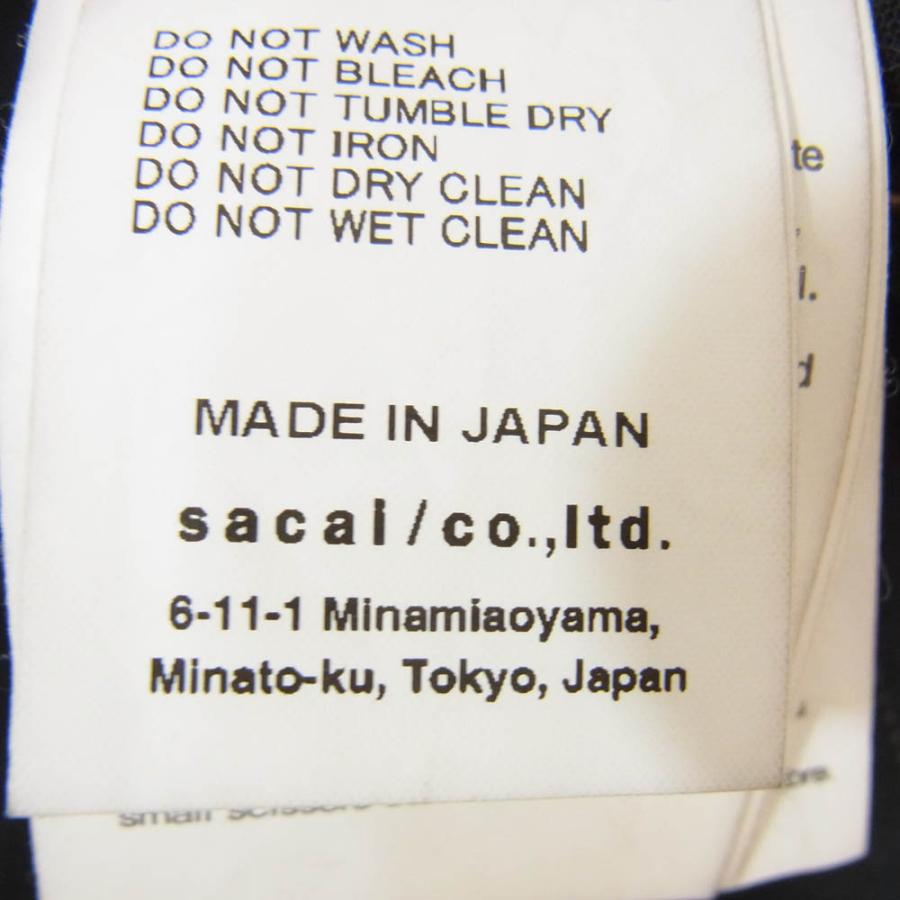 DO NOT WASH
DO NOT BLEACH
DO NOT TUMBLE DRY
DO NOT IRON
DO NOT DRY CLEAN
DO NOT WET CLEAN
MADE IN JAPAN
sacai/co.,ltd.
6-11-1 Minamiaoyama,
Minato-ku, Tokyo, Japan
small